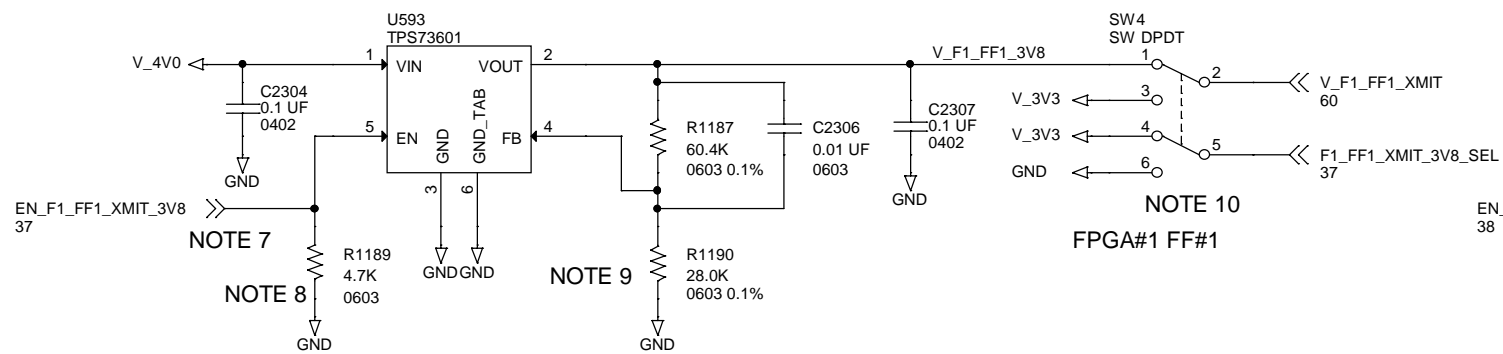 U593
TPS73601
V_4V0
1
VIN
VOUT
2
C2304
0.1 UF
0402
GND
5
EN
GND
GND_TAB
FB
4
3
6
GND
GND
EN_F1_FF1_XMIT_3V8
37
NOTE 7
NOTE 8
R1189
4.7K
0603
GND
R1187
60.4K
0603 0.1%
C2306
0.01 UF
0603
NOTE 9
R1190
28.0K
0603 0.1%
GND
C2307
0.1 UF
0402
GND
V_F1_FF1_3V8
SW4
SW DPDT
1
2
V_F1_FF1_XMIT
60
V_3V3
3
V_3V3
4
5
F1_FF1_XMIT_3V8_SEL
37
GND
6
NOTE 10
FPGA#1 FF#1
EN_
38